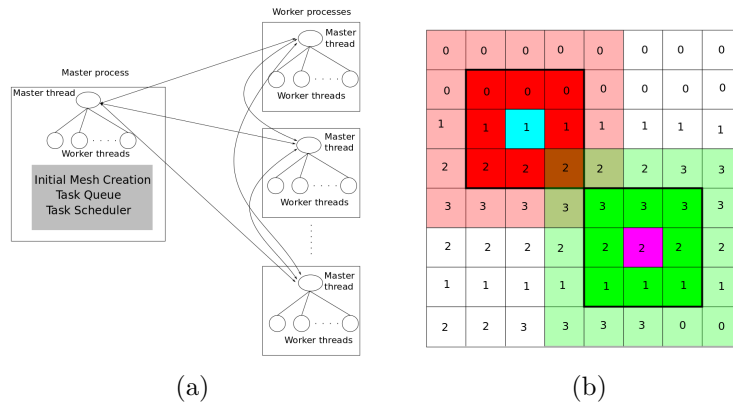 Worker processes
Master
thread
Worker threads
Master process
Master thread
Worker threads
Initial Mesh Creation
Task Queue
Task Scheduler
Master
thread
Worker threads
Master
thread
Worker threads
(a)
0 0 0 0 0 0 0 0
0 0 0 0 0 0 0 0
1 1 1 1 1 1 1 1
2 2 2 2 2 2 3 3
3 3 3 3 3 3 3 3
2 2 2 2 2 2 2 2
1 1 1 1 1 1 1 1
2 2 3 3 3 3 0 0
(b)